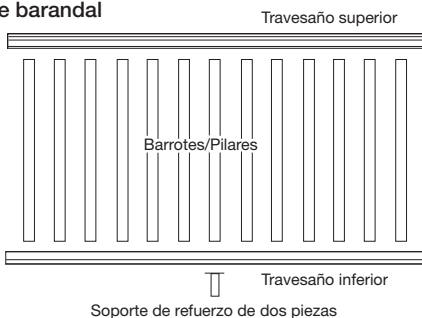 e barandal
Travesaño superior
Barrotes/Pilares
Travesaño inferior
Soporte de refuerzo de dos piezas